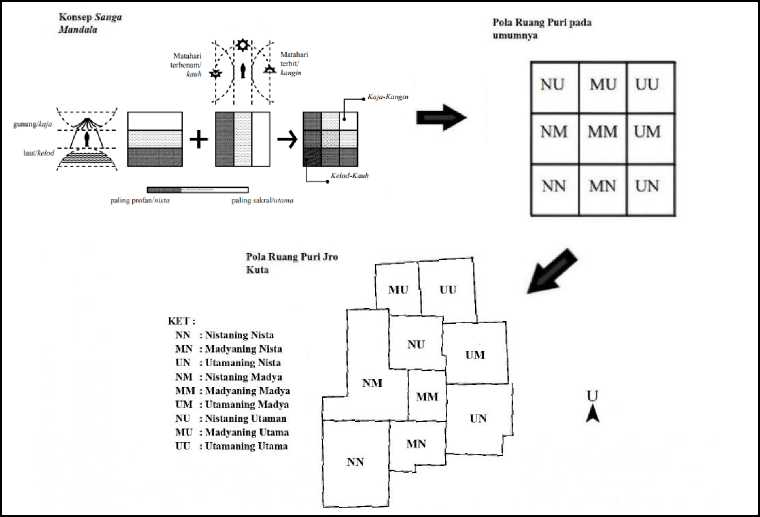 Konsep Sanga
Mandala
Matahari
terbenam/
kauh
Matahari
terbit/
kangin
gunung/kaja
laut/kelod
Kaja-Kangin
Kelod-Kauh
paling profan/nista
paling sakral/utama
Pola Ruang Puri pada
umumnya
NU MU UU
NM MM UM
NN MN UN
Pola Ruang Puri Jro
Kuta
KET :
NN : Nistaning Nista
MN : Madyaning Nista
UN : Utamaning Nista
NM : Nistaning Madya
MM : Madyaning Madya
UM : Utamaning Madya
NU : Nistaning Utaman
MU : Madyaning Utama
UU : Utamaning Utama
MU UU
NU UM
NM MM
UN
MN
NN
U